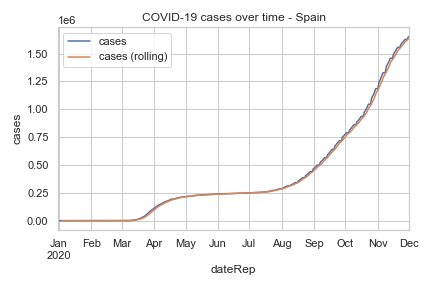 COVID-19 cases over time - Spain
1e6
cases
cases (rolling)
1.50
1.25
1.00
0.75
0.50
0.25
0.00
cases
Jan Feb Mar Apr May Jun Jul Aug Sep Oct Nov Dec
2020
dateRep